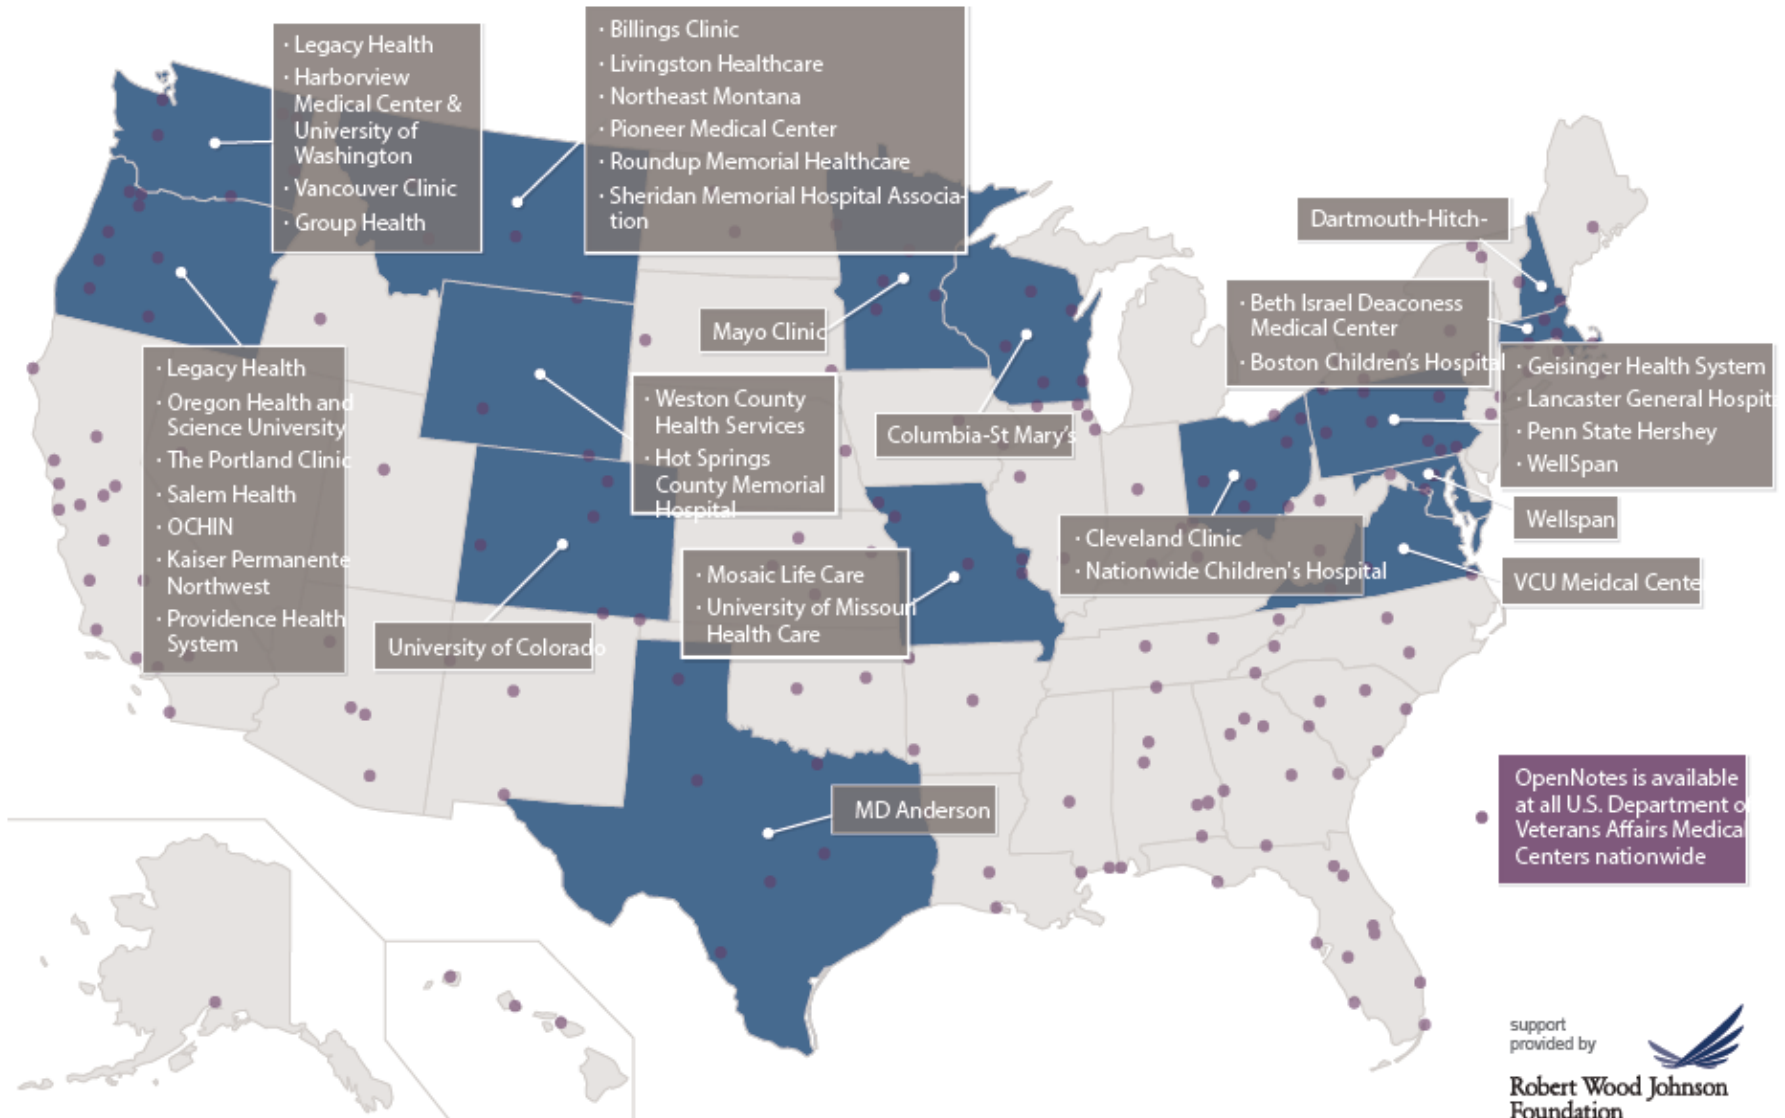 · Legacy Health
· Harborview
Medical Center &
University of
Washington
· Vancouver Clinic
· Group Health
· Billings Clinic
· Livingston Healthcare
· Northeast Montana
· Pioneer Medical Center
· Roundup Memorial Healthcare
· Sheridan Memorial Hospital Associa-
tion
Dartmouth-Hitch-
· Beth Israel Deaconess
Medical Center
· Boston Children's Hospital
Mayo Clinic
· Legacy Health
· Oregon Health and
Science University
· The Portland Clinic
· Salem Health
· OCHIN
· Kaiser Permanente
Northwest
· Providence Health
System
· Weston County
Health Services
· Hot Springs
County Memorial
Hospital
Columbia-St Mary's
· Geisinger Health System
· Lancaster General Hospit
· Penn State Hershey
· WellSpan
Wellspan
· Cleveland Clinic
· Nationwide Children's Hospital
VCU Meidcal Cente
· Mosaic Life Care
· University of Missouri
Health Care
University of Colorado
MD Anderson
OpenNotes is available
at all U.S. Department o
Veterans Affairs Medical
Centers nationwide
support
provided by
Robert Wood Johnson
Foundation